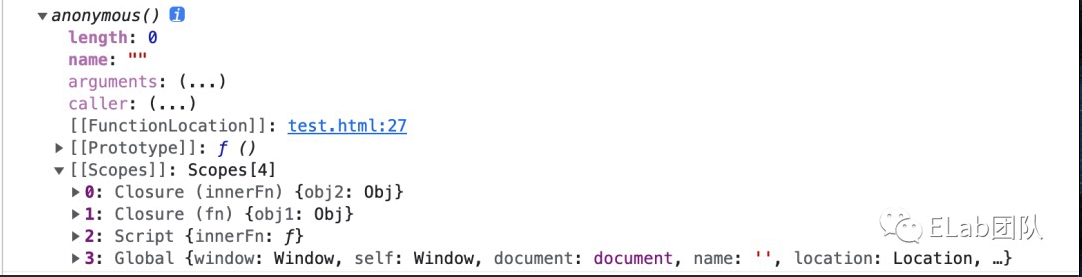 anonymous() i
length: 0
name: ""
arguments: (...)
caller: (...)
[[FunctionLocation]]: test.html:27
[[Prototype]]: ƒ ()
[[Scopes]]: Scopes[4]
0: Closure (innerFn) {obj2: Obj}
1: Closure (fn) {obj1: Obj}
2: Script {innerFn: ƒ}
3: Global {window: Window, self: Window, document: document, name: '', location: Location, …}
ELab团队